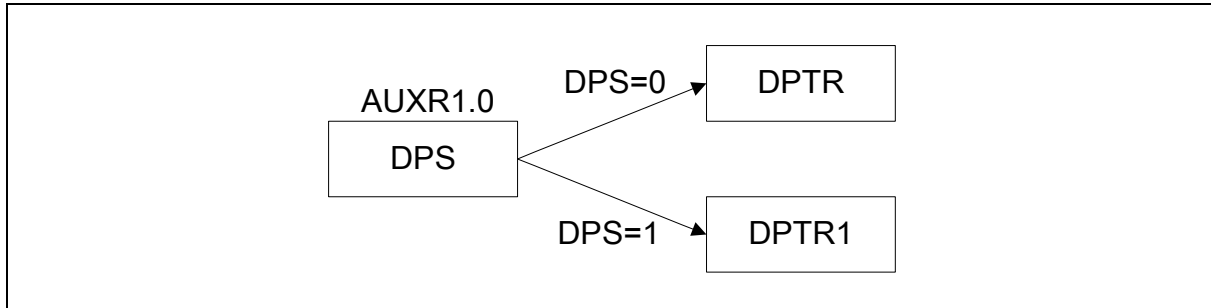 DPS=0
DPTR
AUXR1.0
DPS
DPS=1
DPTR1